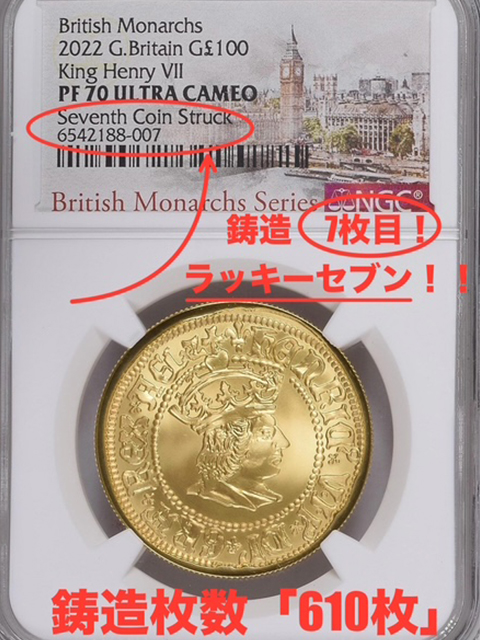 British Monarchs
2022 G.Britain G£100
King Henry VII
PF 70 ULTRA CAMEO
Seventh Coin Struck
6542188-007
British Monarchs Series NGC®
鋳造 7枚目！
ラッキーセブン！！
鋳造枚数「610枚」